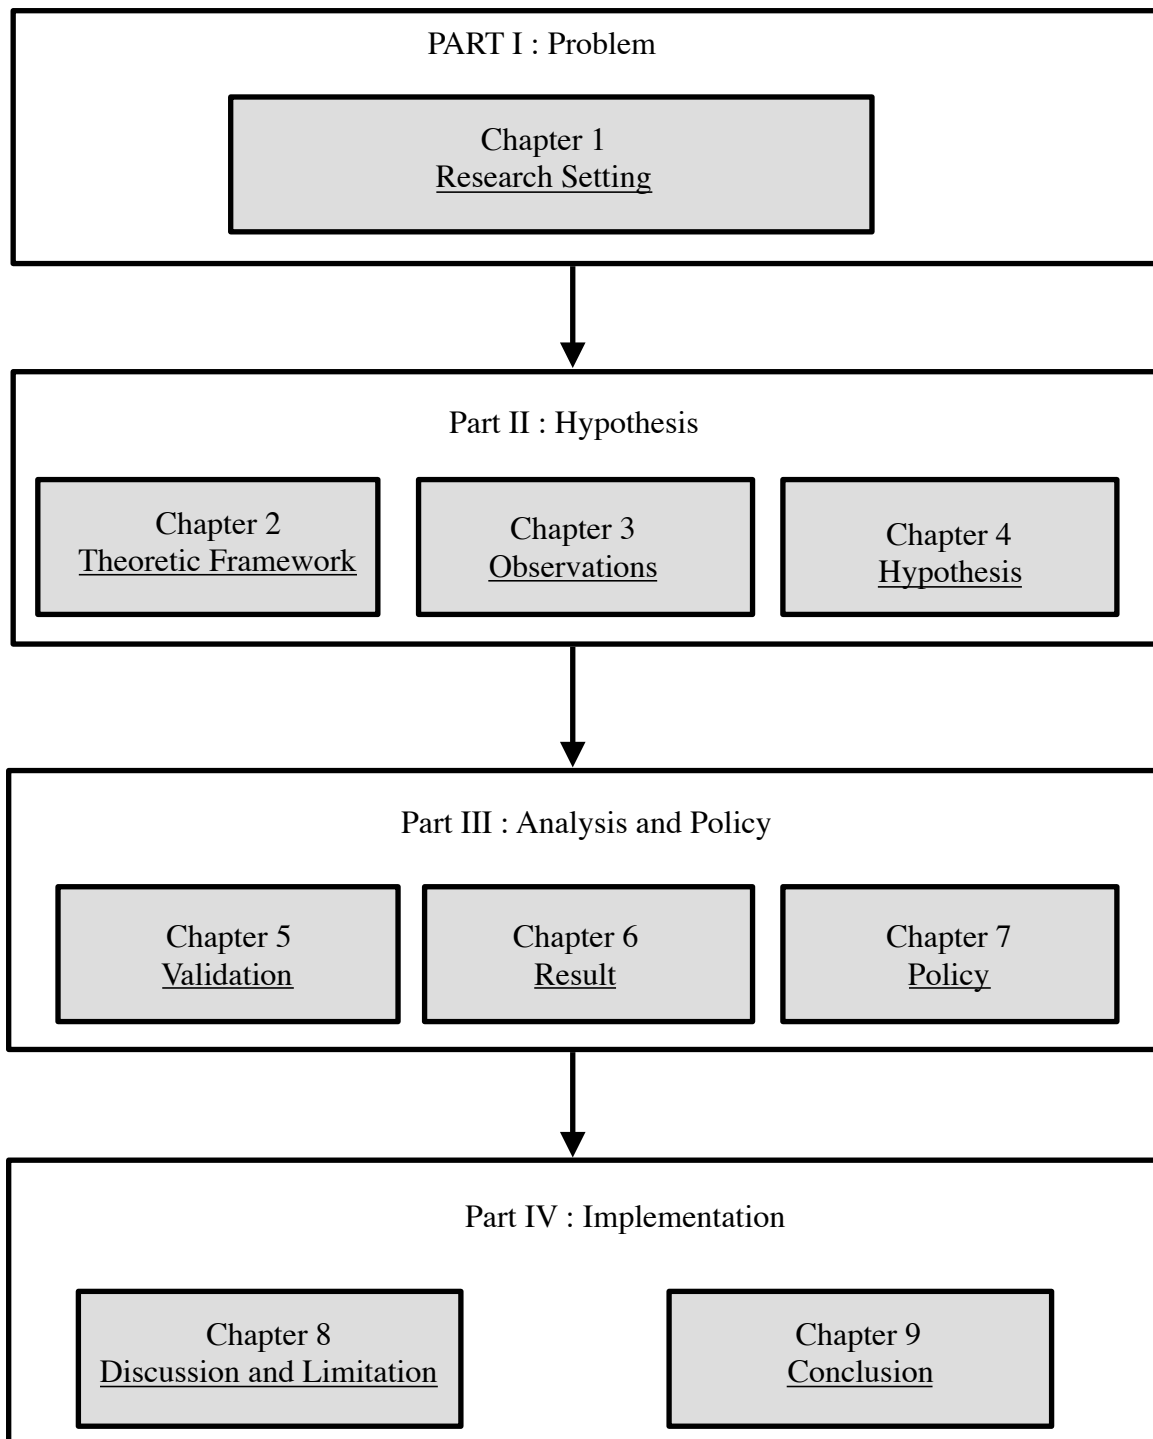 PART I : Problem
Chapter 1
Research Setting
Part II : Hypothesis
Chapter 2
Theoretic Framework
Chapter 3
Observations
Chapter 4
Hypothesis
Part III : Analysis and Policy
Chapter 5
Validation
Chapter 6
Result
Chapter 7
Policy
Part IV : Implementation
Chapter 8
Discussion and Limitation
Chapter 9
Conclusion